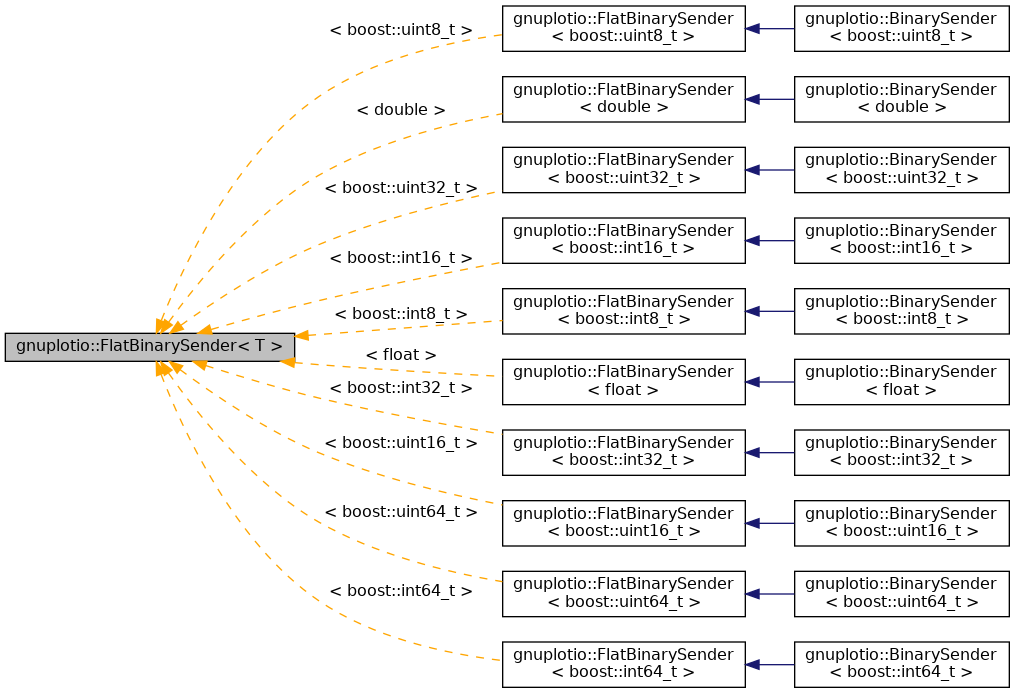 < boost::uint8_t >
gnuplotio::FlatBinarySender
< boost::uint8_t >
gnuplotio::BinarySender
< boost::uint8_t >
< double >
gnuplotio::FlatBinarySender
< double >
gnuplotio::BinarySender
< double >
< boost::uint32_t >
gnuplotio::FlatBinarySender
< boost::uint32_t >
gnuplotio::BinarySender
< boost::uint32_t >
< boost::int16_t >
gnuplotio::FlatBinarySender
< boost::int16_t >
gnuplotio::BinarySender
< boost::int16_t >
< boost::int8_t >
gnuplotio::FlatBinarySender
< boost::int8_t >
gnuplotio::BinarySender
< boost::int8_t >
gnuplotio::FlatBinarySender< T >
< float >
gnuplotio::FlatBinarySender
< float >
gnuplotio::BinarySender
< float >
< boost::int32_t >
gnuplotio::FlatBinarySender
< boost::int32_t >
gnuplotio::BinarySender
< boost::int32_t >
< boost::uint16_t >
gnuplotio::FlatBinarySender
< boost::uint16_t >
gnuplotio::BinarySender
< boost::uint16_t >
< boost::uint64_t >
gnuplotio::FlatBinarySender
< boost::uint64_t >
gnuplotio::BinarySender
< boost::uint64_t >
< boost::int64_t >
gnuplotio::FlatBinarySender
< boost::int64_t >
gnuplotio::BinarySender
< boost::int64_t >